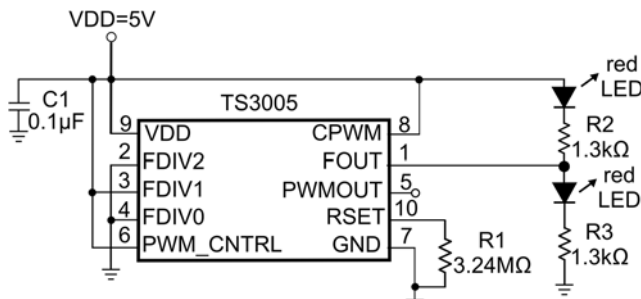 VDD=5V
C1
0.1µF
TS3005
9 VDD
2 FDIV2
3 FDIV1
4 FDIV0
6 PWM_CNTRL
CPWM 8
FOUT 1
PWMOUT 5
RSET 10
GND 7
R1
3.24MΩ
red
LED
R2
1.3kΩ
red
LED
R3
1.3kΩ